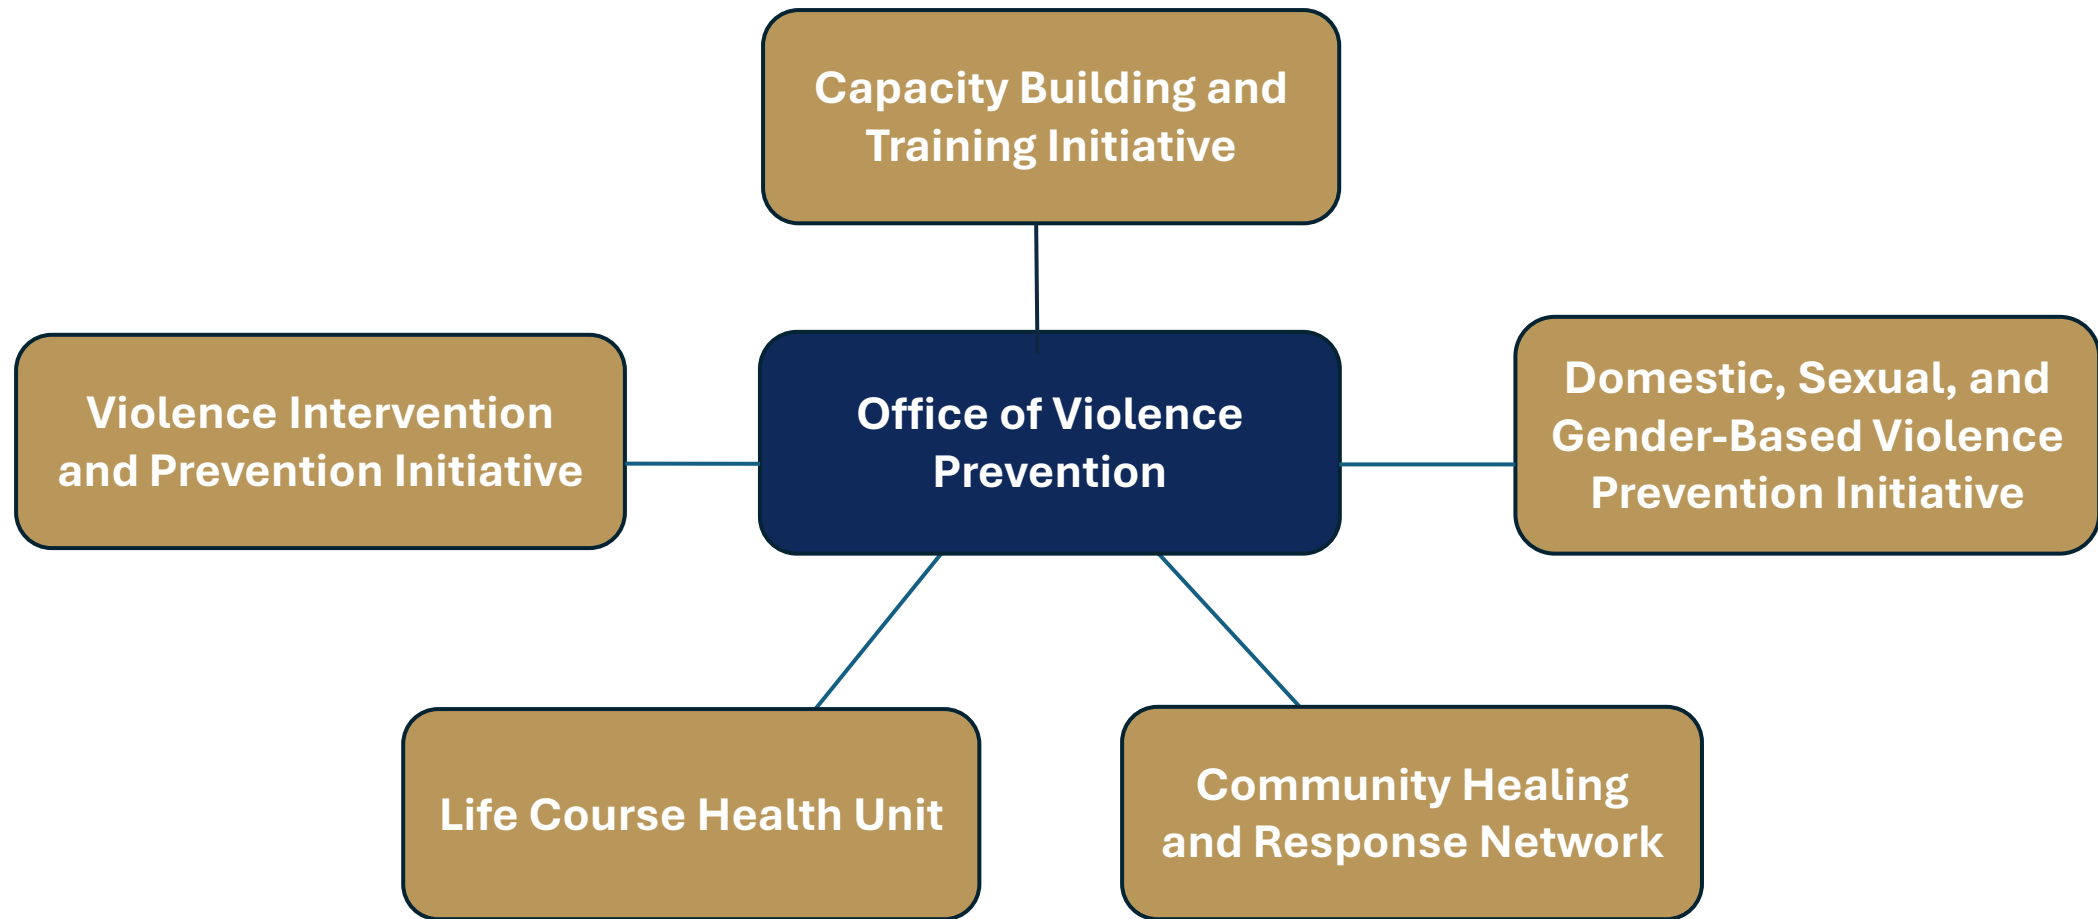 Capacity Building and
Training Initiative
Violence Intervention
and Prevention Initiative
Office of Violence
Prevention
Domestic, Sexual, and
Gender-Based Violence
Prevention Initiative
Life Course Health Unit
Community Healing
and Response Network